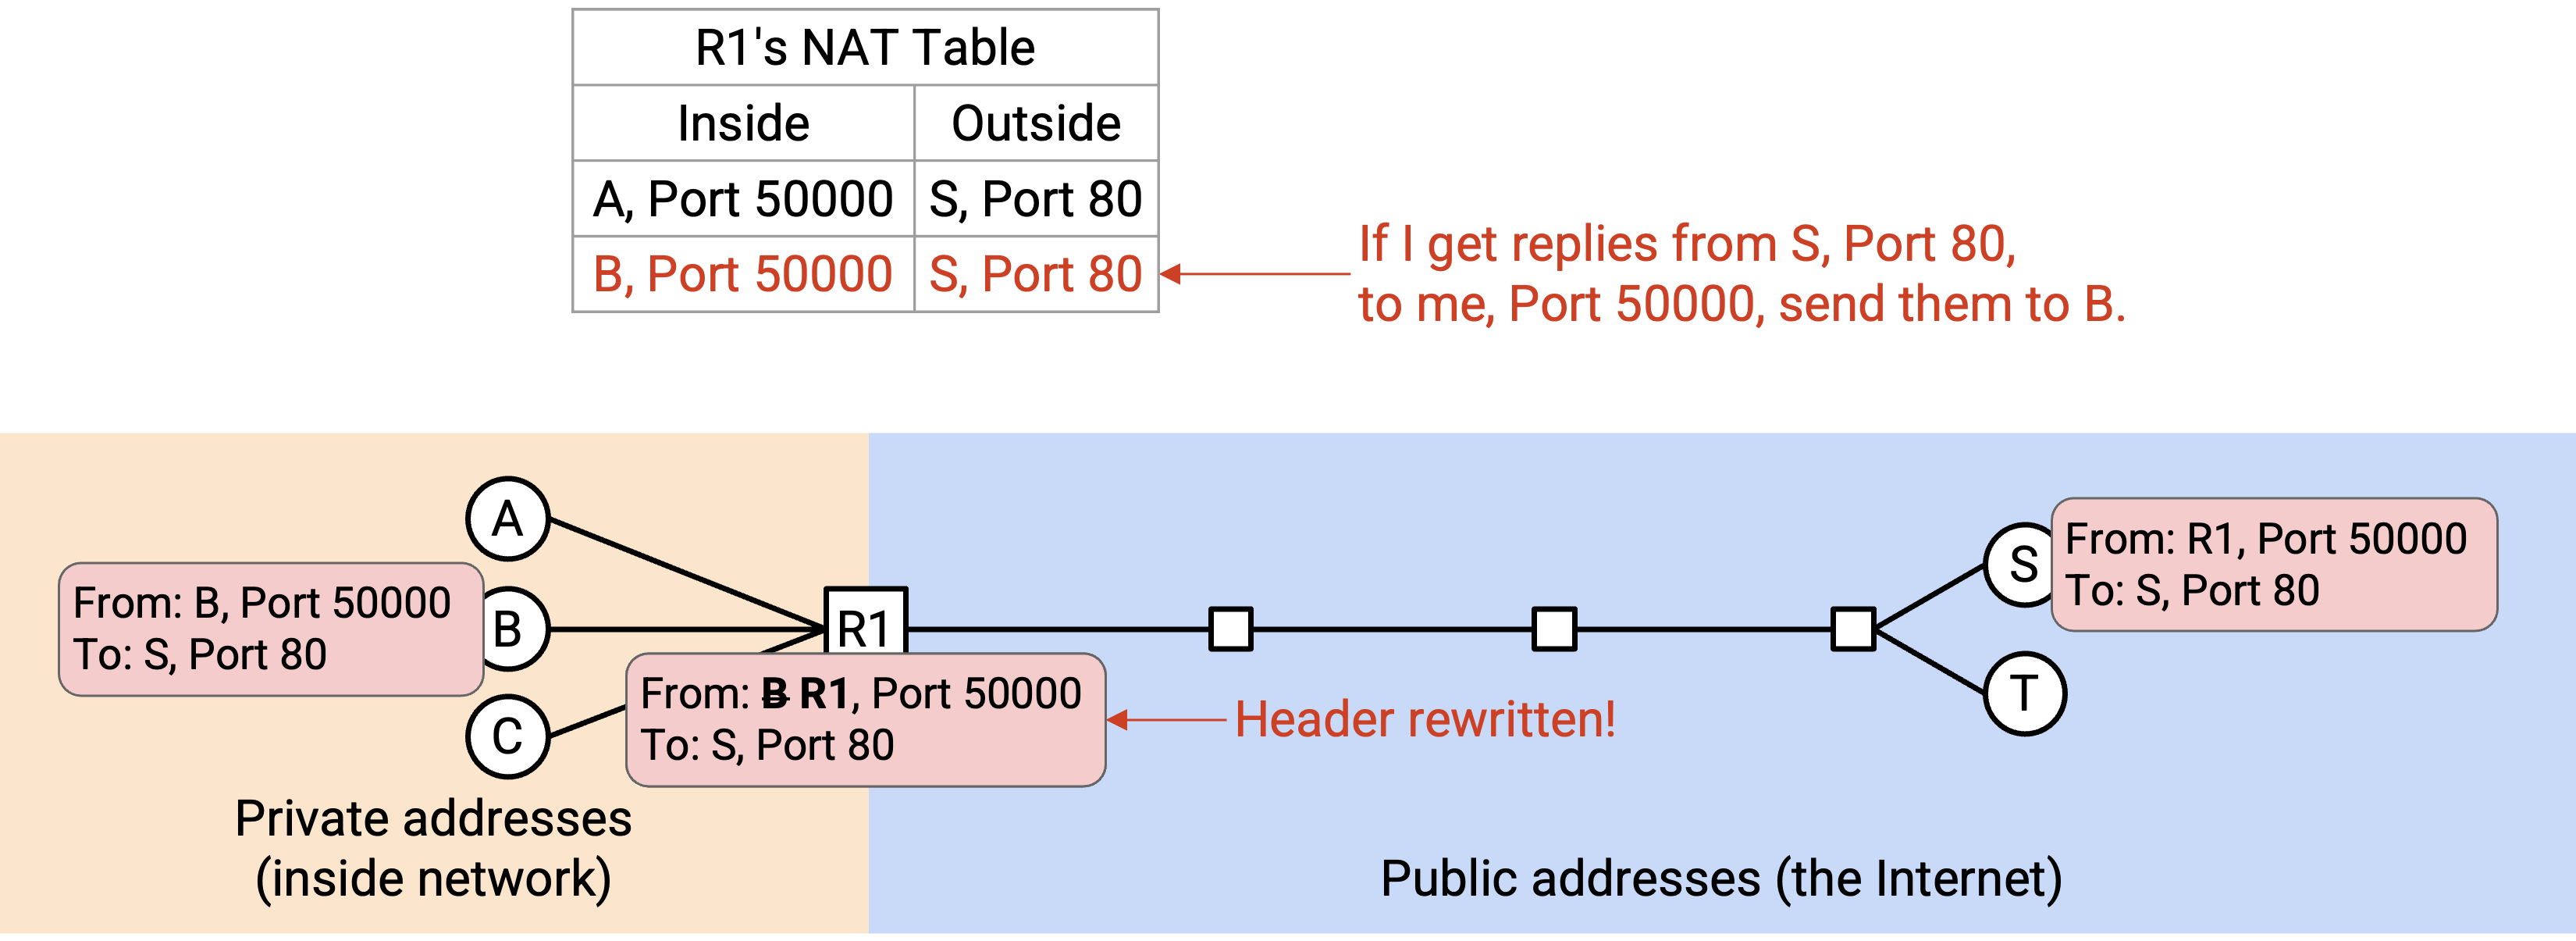 R1's NAT Table
Inside Outside
A, Port 50000 S, Port 80
B, Port 50000 S, Port 80
If I get replies from S, Port 80,
to me, Port 50000, send them to B.
A
From: B, Port 50000
To: S, Port 80
B
C
R1
From: B R1, Port 50000
To: S, Port 80
Header rewritten!
S
From: R1, Port 50000
To: S, Port 80
T
Private addresses
(inside network)
Public addresses (the Internet)